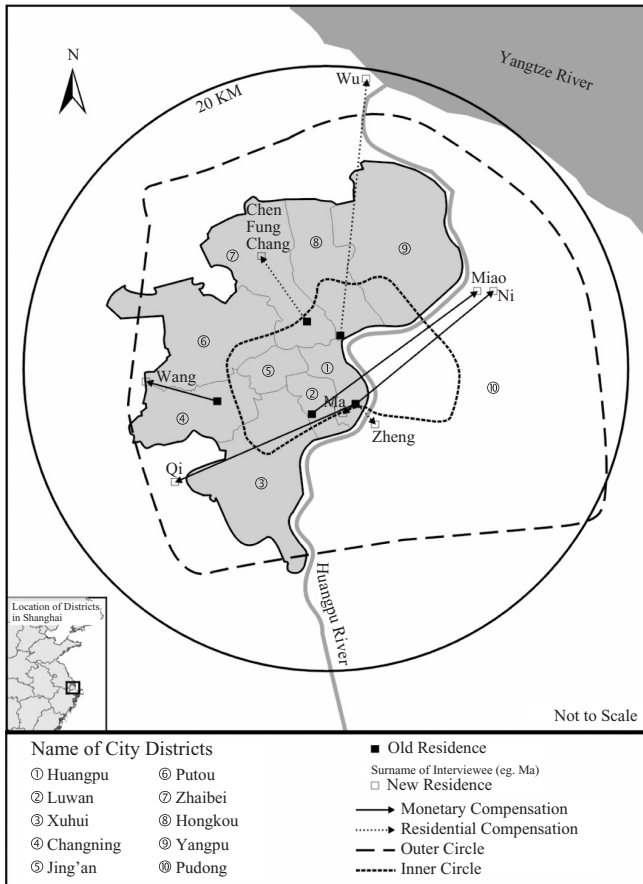 Yangtze River
N
Wu
20 KM
Chen
Fung
Chang
⑦
⑧
⑨
Miao
Ni
⑥
⑤
①
Wang
②
⑩
Ma
④
Zheng
Qi
③
Huangpu River
Location of Districts
in Shanghai
Not to Scale
Name of City Districts
① Huangpu
② Luwan
③ Xuhui
④ Changning
⑤ Jing’an
⑥ Putou
⑦ Zhaibei
⑧ Hongkou
⑨ Yangpu
⑩ Pudong
Old Residence
Surname of Interviewee (eg. Ma)
New Residence
Monetary Compensation
Residential Compensation
Outer Circle
Inner Circle